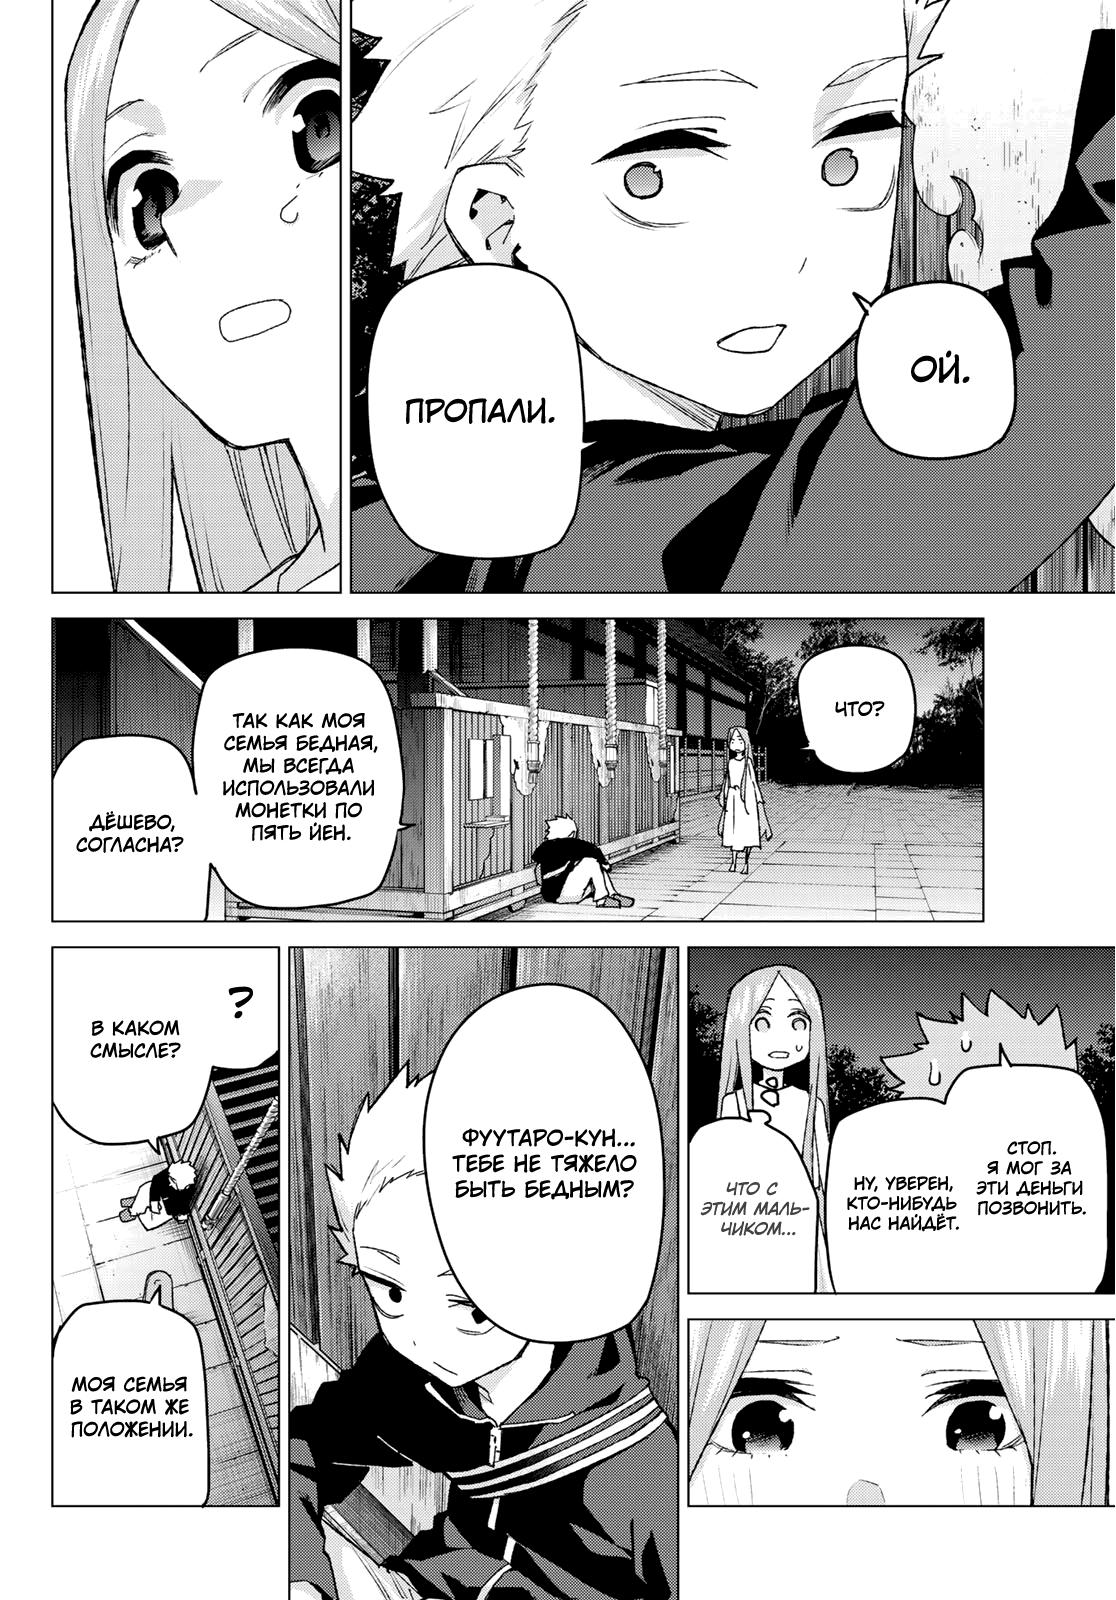 ОЙ.
ПРОПАЛИ.
ЧТО?
ТАК КАК МОЯ
СЕМЬЯ БЕДНАЯ,
МЫ ВСЕГДА
ИСПОЛЬЗОВАЛИ
МОНЕТКИ ПО
ПЯТЬ ЙЕН.
ДЁШЕВО,
СОГЛАСНА?
СТОП.
Я МОГ ЗА
ЭТИ ДЕНЬГИ
ПОЗВОНИТЬ.
НУ, УВЕРЕН,
КТО-НИБУДЬ
НАС НАЙДЁТ.
ЧТО С
ЭТИМ МАЛЬ-
ЧИКОМ...
ФУУТАРО-КУН...
ТЕБЕ НЕ ТЯЖЕЛО
БЫТЬ БЕДНЫМ?
?
В КАКОМ
СМЫСЛЕ?
МОЯ СЕМЬЯ
В ТАКОМ ЖЕ
ПОЛОЖЕНИИ.